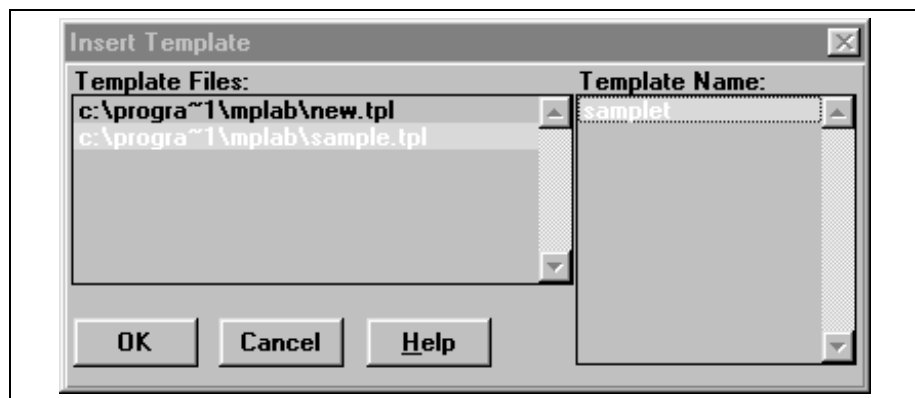 Insert Template
Template Files:
c:\progra~1\mplab\new.tpl
c:\progra~1\mplab\sample.tpl
Template Name:
samplet
OK
Cancel
Help